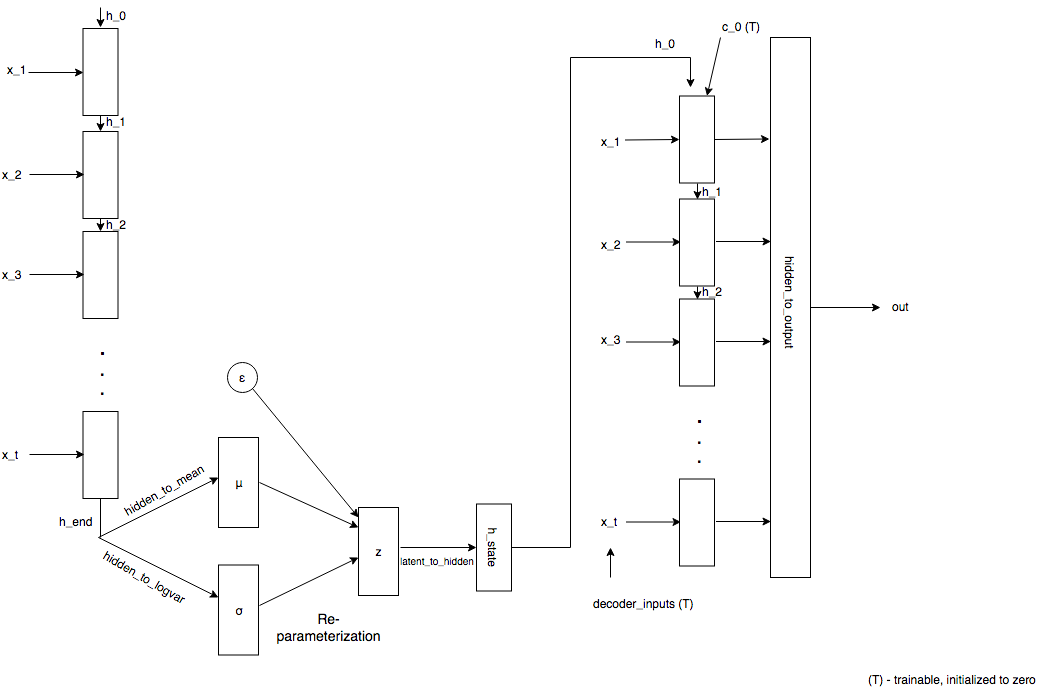 h_0
x_1
h_1
x_2
h_2
x_3
x_t
h_end
hidden_to_mean
hidden_to_logvar
ε
μ
σ
z
Re-
parameterization
latent_to_hidden
h_state
h_0
c_0 (T)
x_1
h_1
x_2
h_2
x_3
x_t
decoder_inputs (T)
hidden_to_output
out
(T) - trainable, initialized to zero